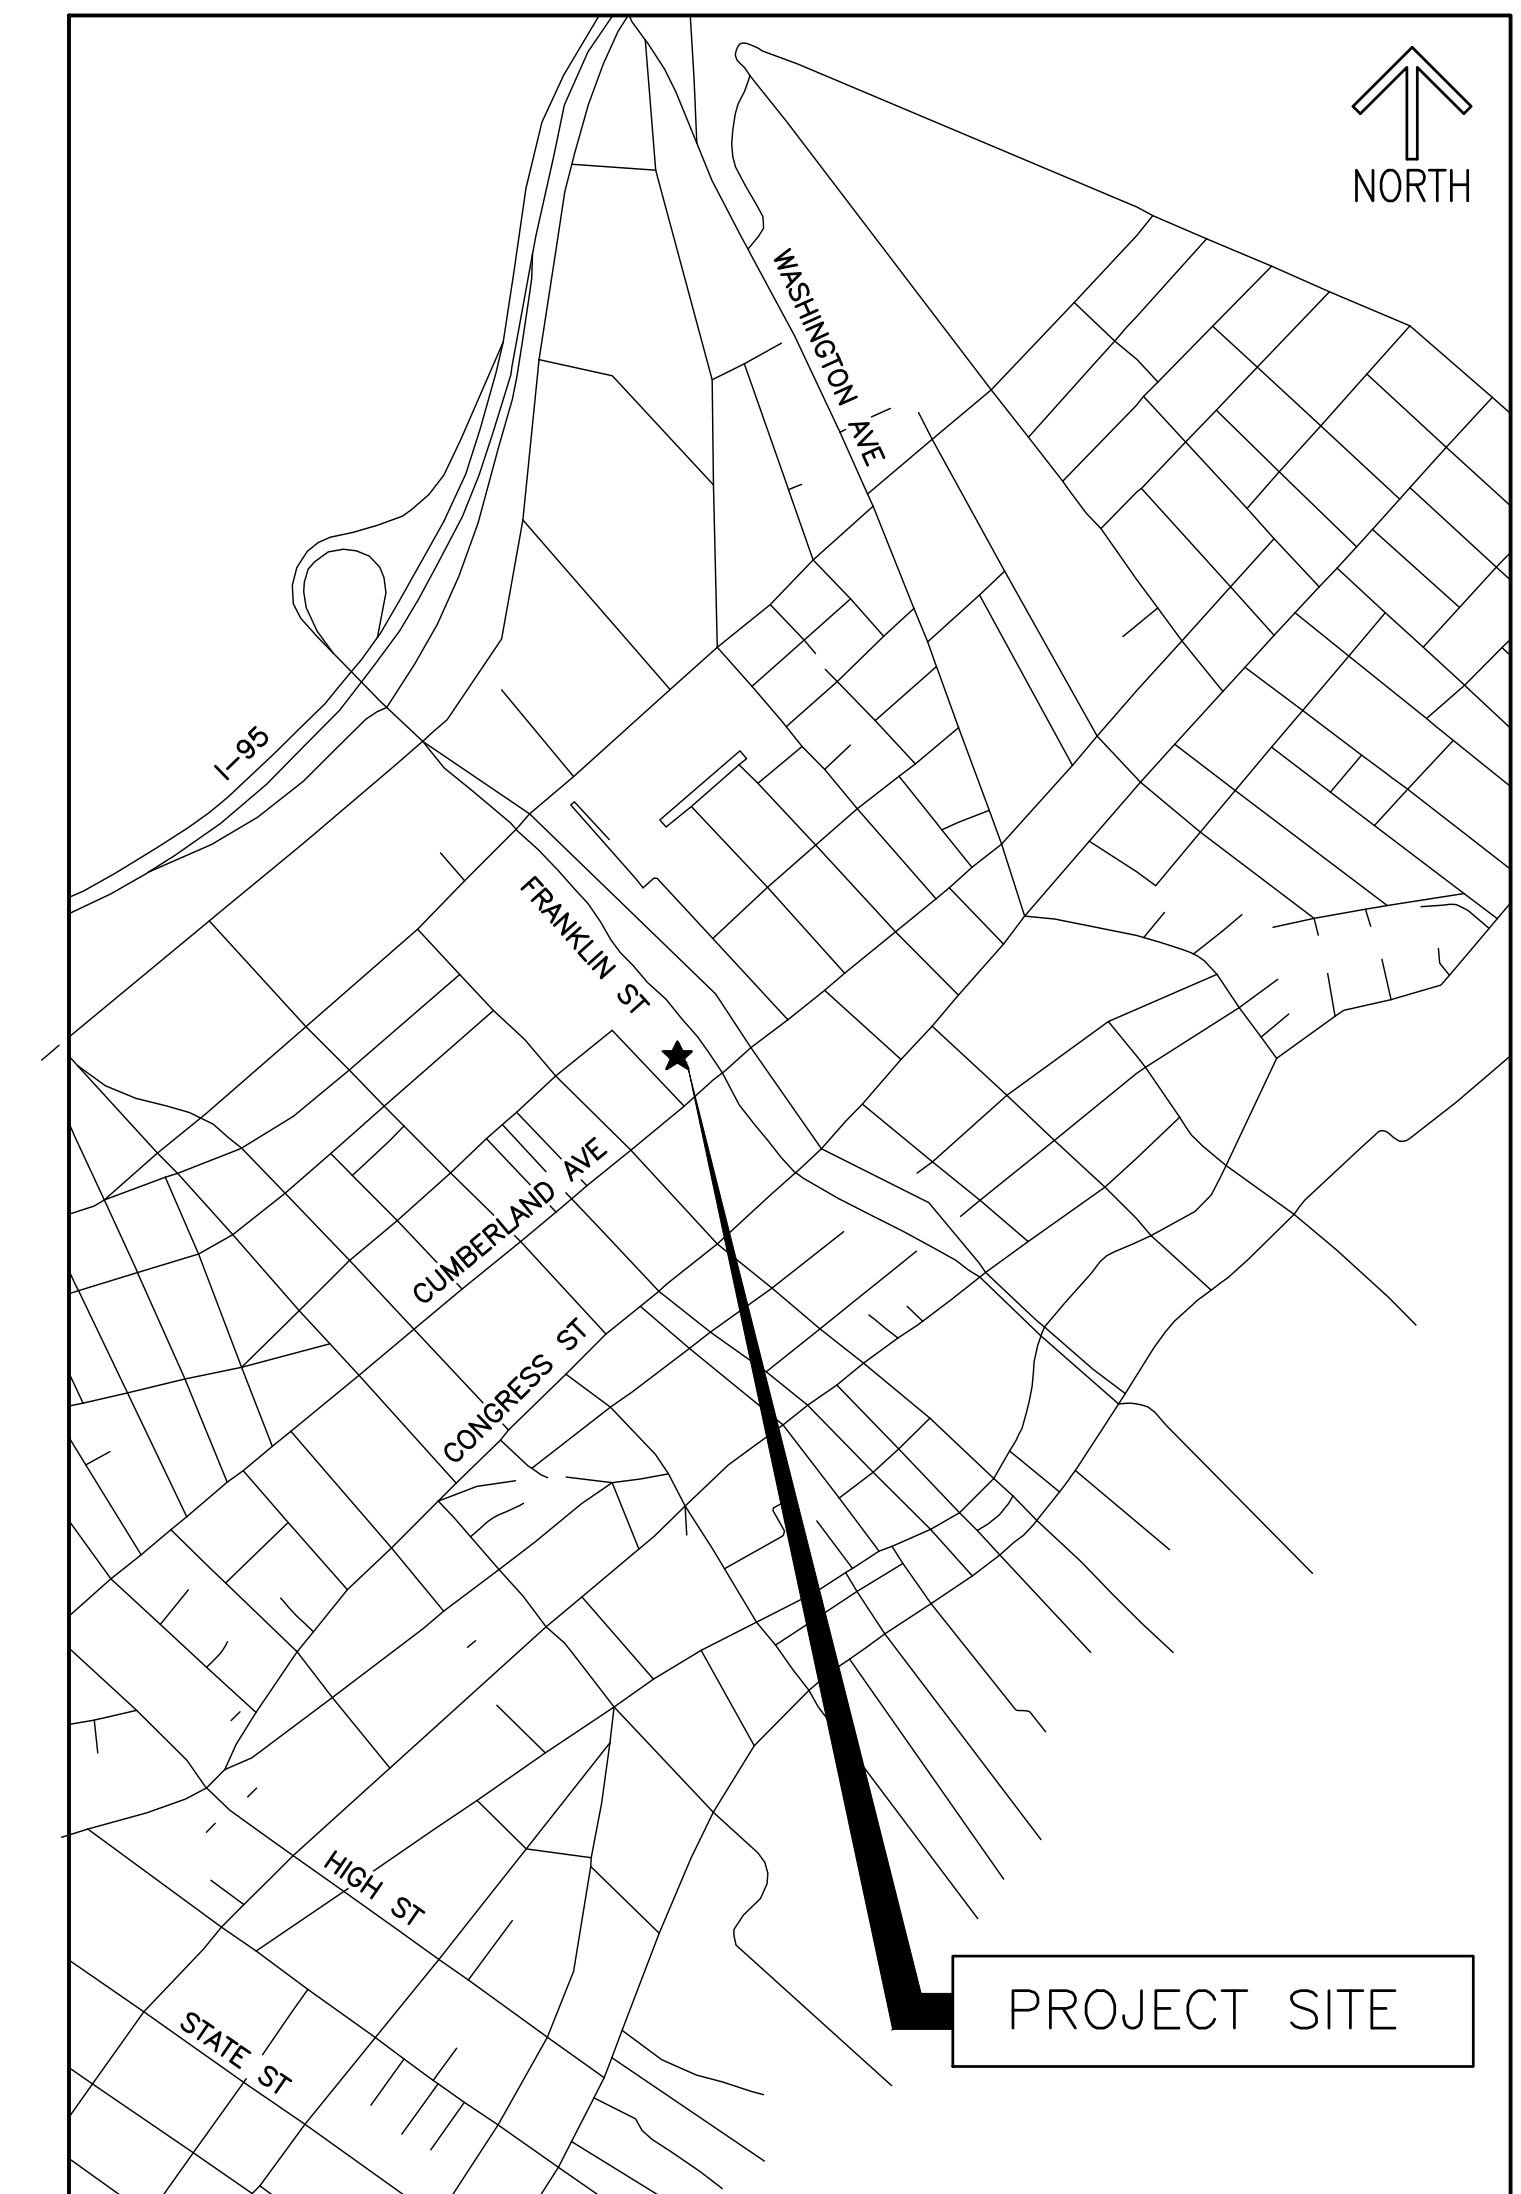 NORTH
WASHINGTON AVE
I-95
FRANKLIN ST
CUMBERLAND AVE
CONGRESS ST
HIGH ST
STATE ST
PROJECT SITE